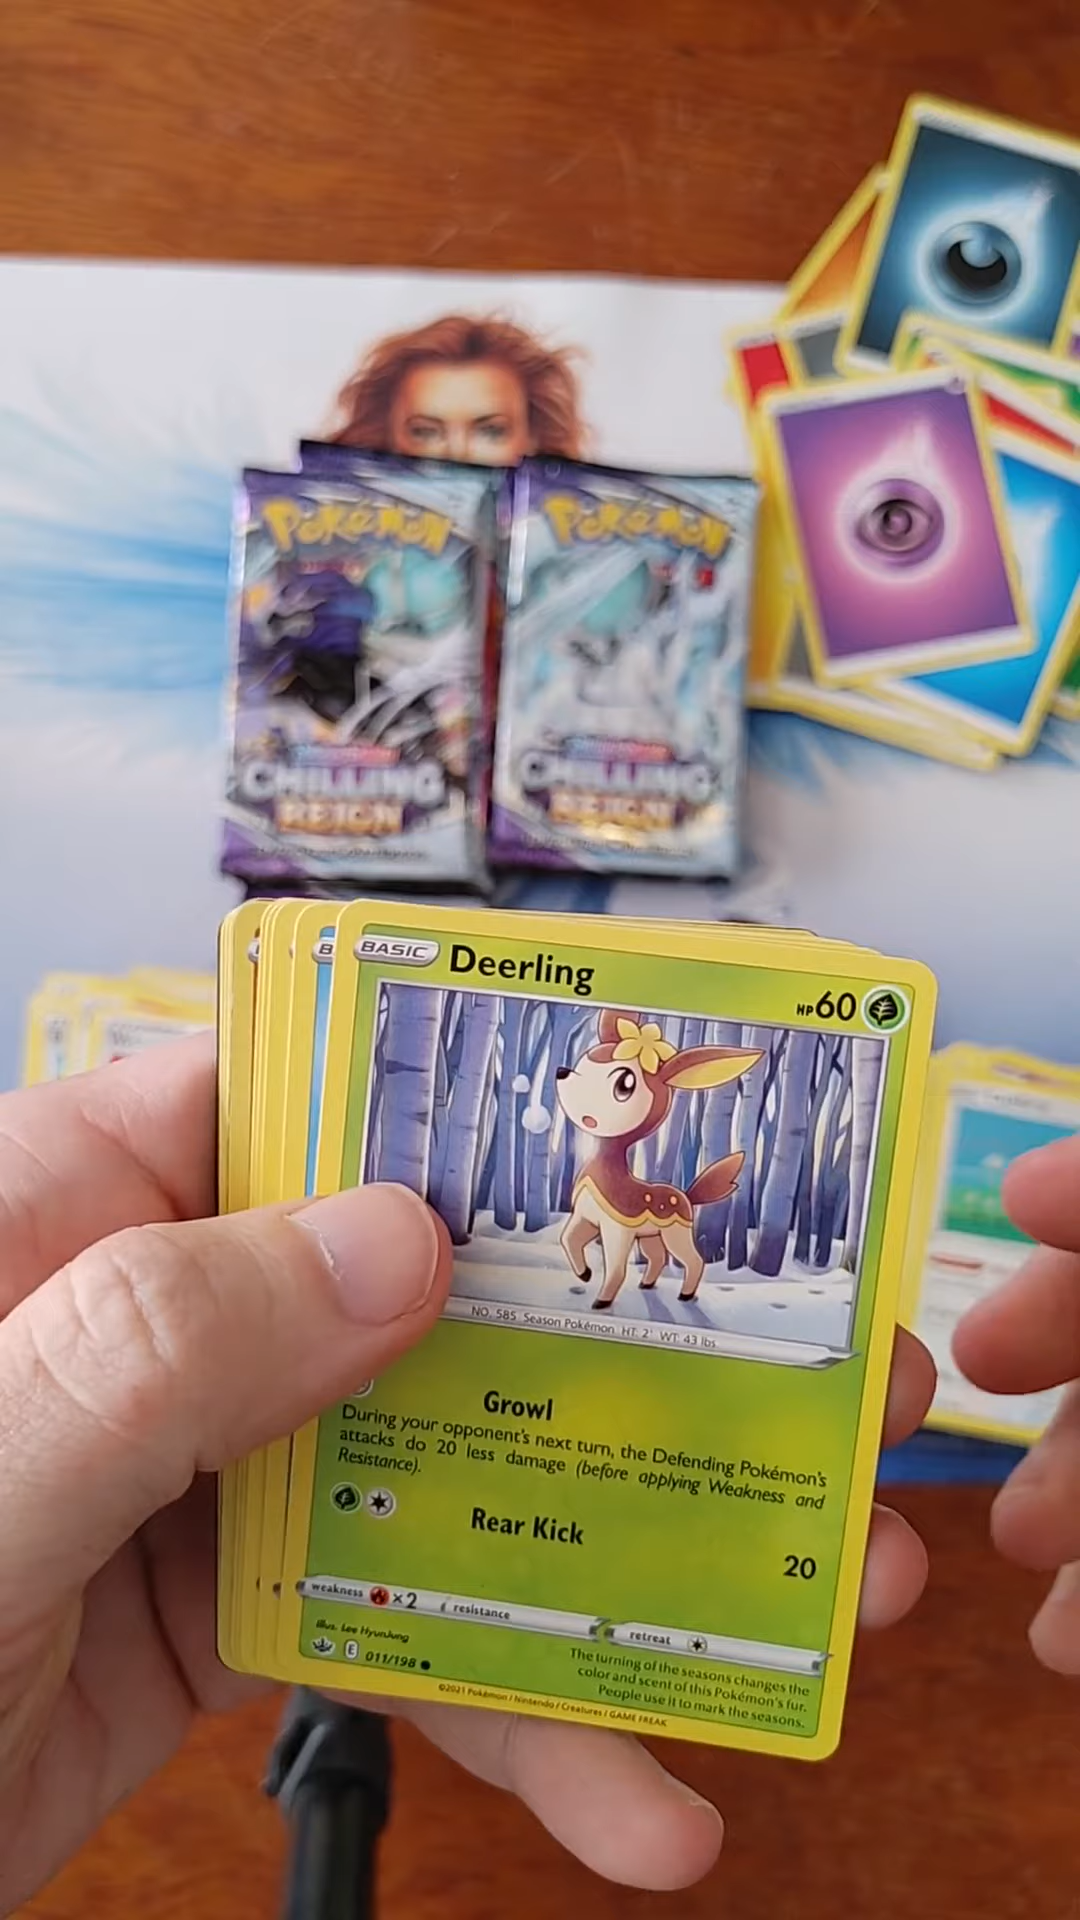 Pokémon
Pokémon
CHILLING
REIGN
CHILLING
REIGN
BASIC
Deerling
HP60
NO. 585 Season Pokémon HT: 2' WT: 43 lbs.
Growl
During your opponent's next turn, the Defending Pokémon's
attacks do 20 less damage (before applying Weakness and
Resistance).
Rear Kick
20
weakness ×2 resistance
retreat
Illus. Lee HyunJung
E 011/198
The turning of the seasons changes the
color and scent of this Pokémon's fur.
People use it to mark the seasons.
©2021 Pokémon / Nintendo / Creatures / GAME FREAK